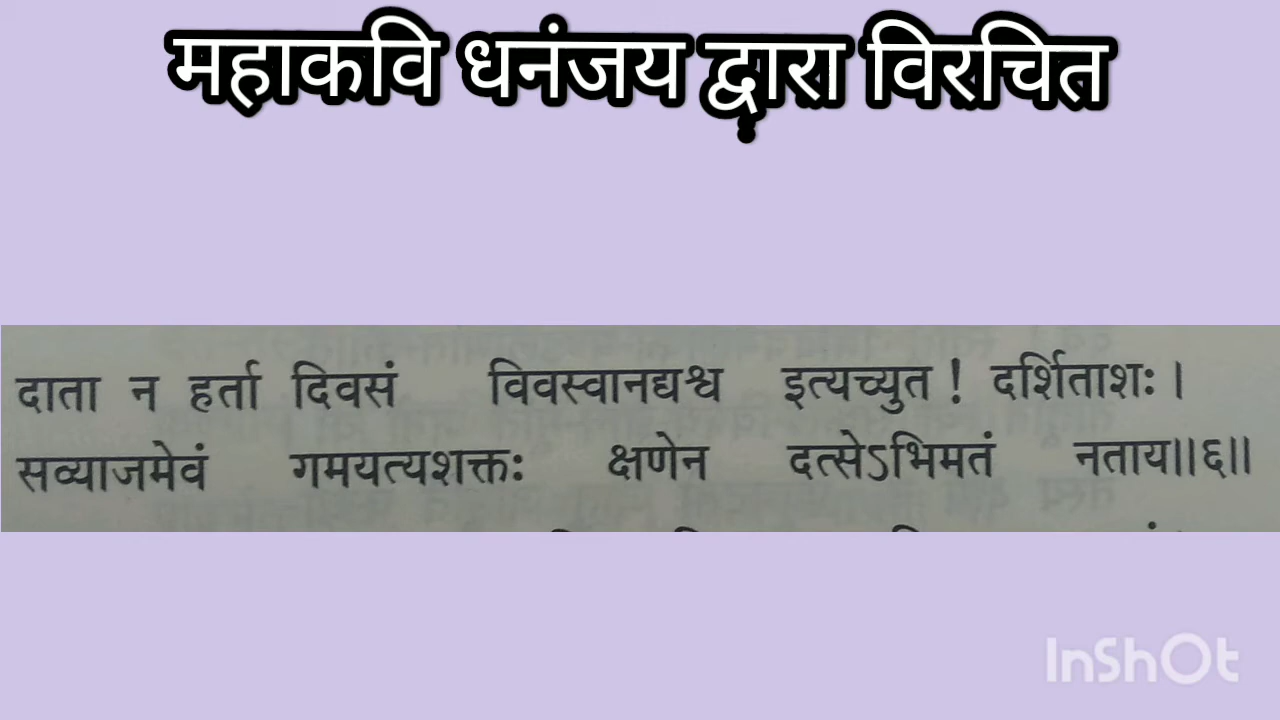 महाकवि धनंजय द्वारा विरचित
दाता न हर्ता दिवसं विवस्वानद्यश्व इत्यच्युत ! दर्शिताशः ।
सव्याजमेवं गमयत्यशक्तः क्षणेन दत्सेऽभिमतं नताय॥६॥
InShOt